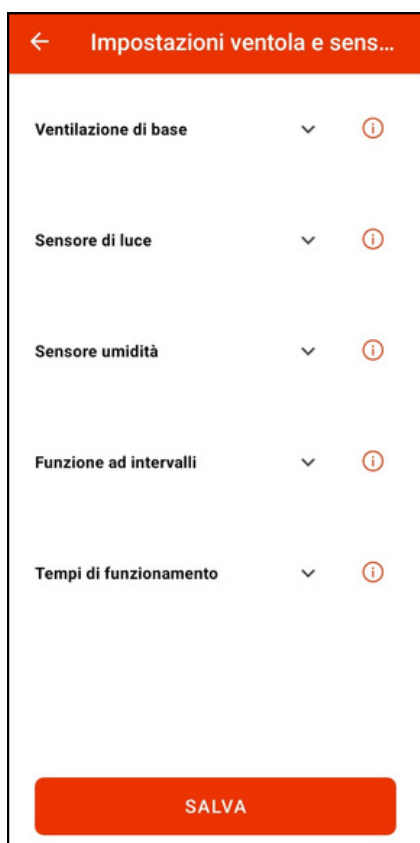 Impostazioni ventola e sens...
Ventilazione di base
Sensore di luce
Sensore umidità
Funzione ad intervalli
Tempi di funzionamento
SALVA